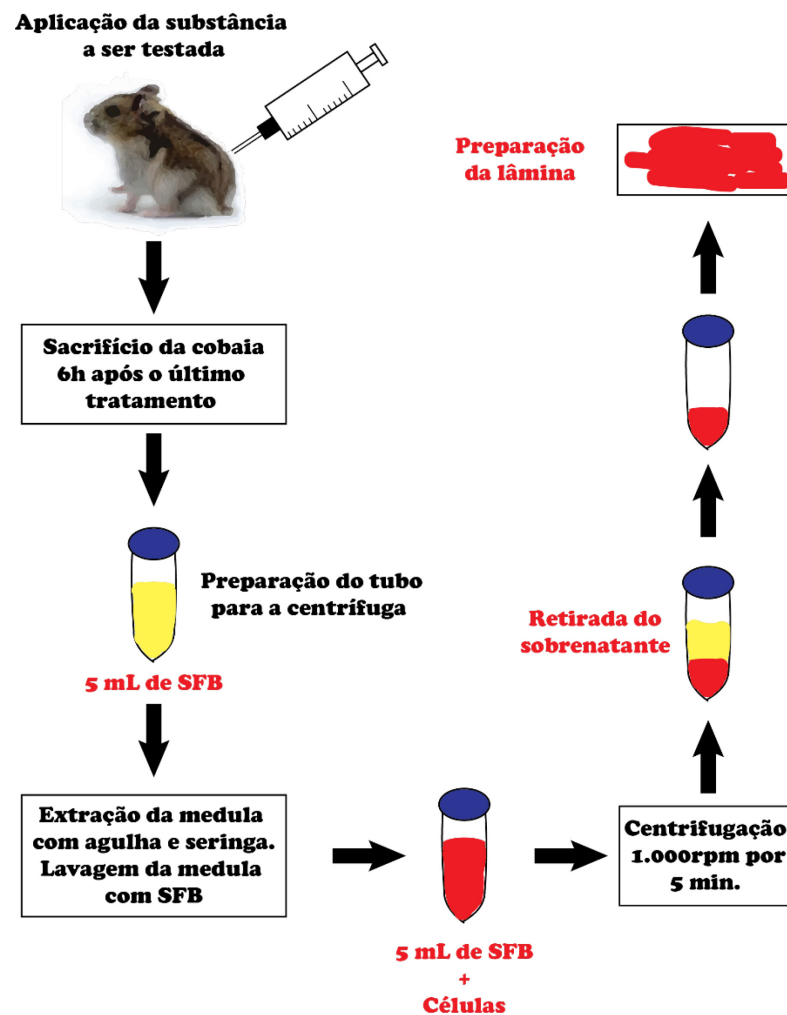 Aplicação da substância
a ser testada
Sacrifício da cobaia
6h após o último
tratamento
Preparação do tubo
para a centrífuga
5 mL de SFB
Extração da medula
com agulha e seringa.
Lavagem da medula
com SFB
5 mL de SFB
+
Células
Centrifugação
1.000rpm por
5 min.
Retirada do
sobrenatante
Preparação
da lâmina